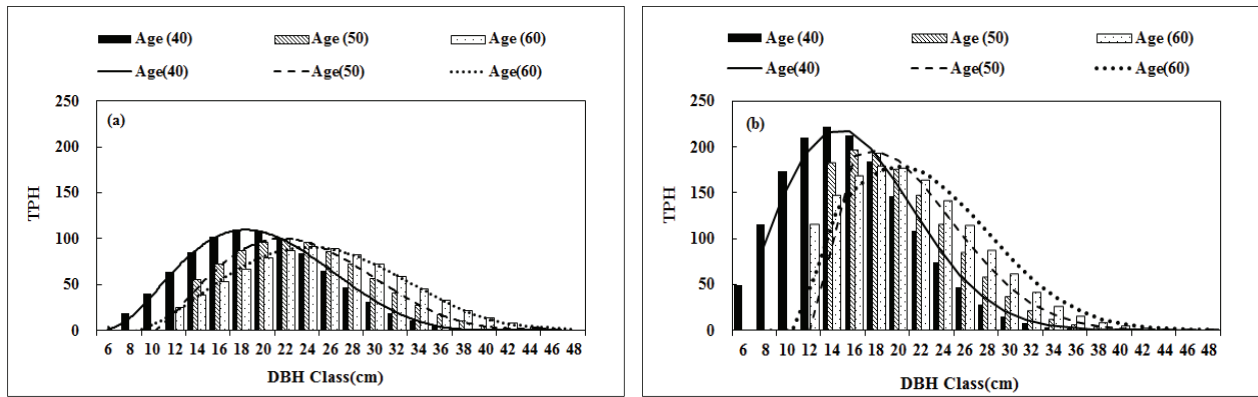 Age (40) Age (50) Age (60)
Age(40) Age(50) Age(60)
250
(a)
200
150
TPH
100
50
0
6 8 10 12 14 16 18 20 22 24 26 28 30 32 34 36 38 40 42 44 46 48
DBH Class(cm)
Age (40) Age (50) Age (60)
Age(40) Age(50) Age(60)
250
(b)
200
150
TPH
100
50
0
6 8 10 12 14 16 18 20 22 24 26 28 30 32 34 36 38 40 42 44 46 48
DBH Class(cm)